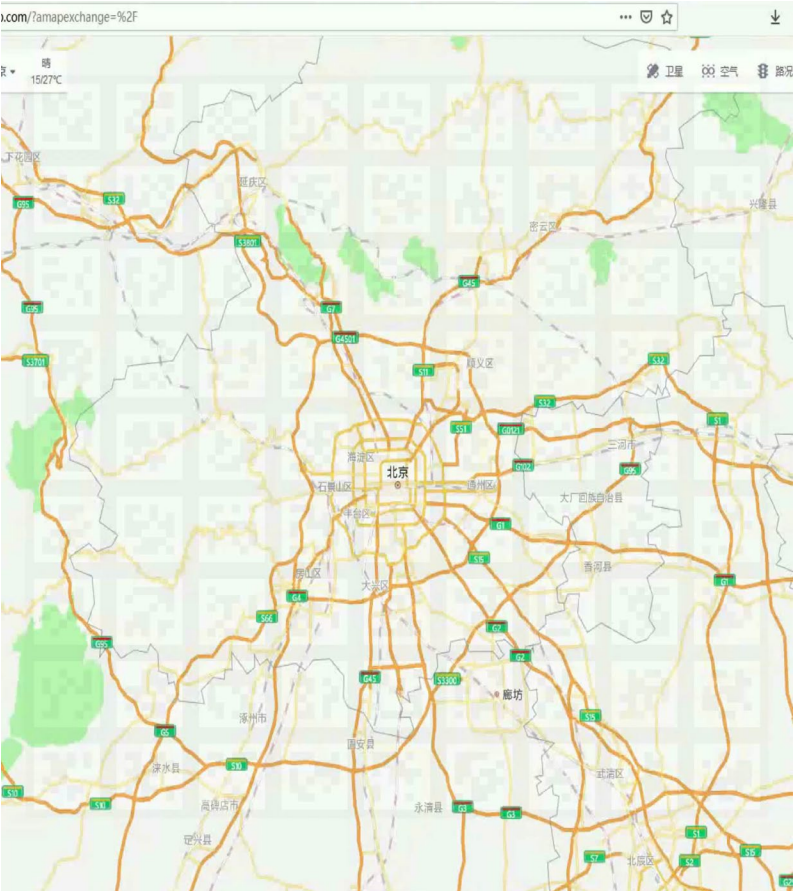 o.com/?amapexchange=%2F
京
晴
15/27℃
卫星
空气
路况
下花园区
延庆区
兴隆县
密云区
G95
S32
S3801
G45
G95
G7
G4501
S3701
S11
顺义区
S32
S32
S1
S51
G0121
三河市
海淀区
G102
G95
北京
石景山区
通州区
大厂回族自治县
丰台区
G1
S15
香河县
房山区
大兴区
G1
G4
S66
G2
G95
G2
G45
S3300
廊坊
涿州市
S15
G5
固安县
涞水县
S10
武清区
S10
高碑店市
永清县
G3
G3
定兴县
S1
S7
北辰区
S2
S15